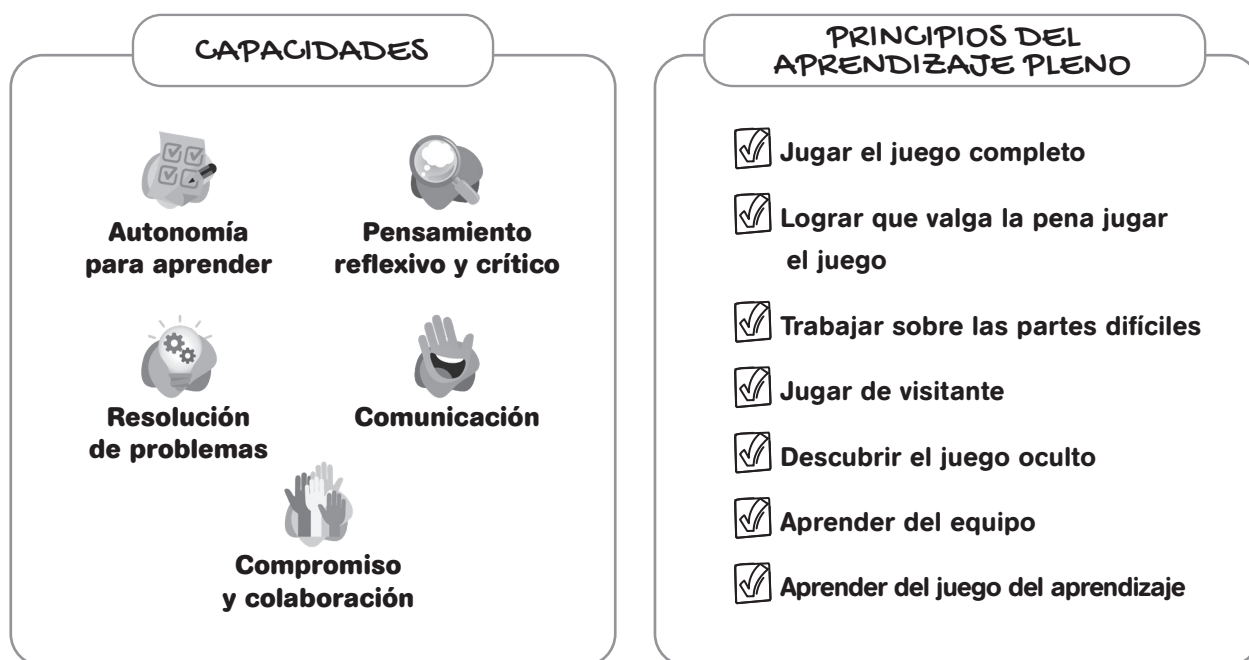 CAPACIDADES
Autonomía
para aprender
Pensamiento
reflexivo y crítico
Resolución
de problemas
Comunicación
Compromiso
y colaboración
PRINCIPIOS DEL
APRENDIZAJE PLENO
Jugar el juego completo
Lograr que valga la pena jugar
el juego
Trabajar sobre las partes difíciles
Jugar de visitante
Descubrir el juego oculto
Aprender del equipo
Aprender del juego del aprendizaje